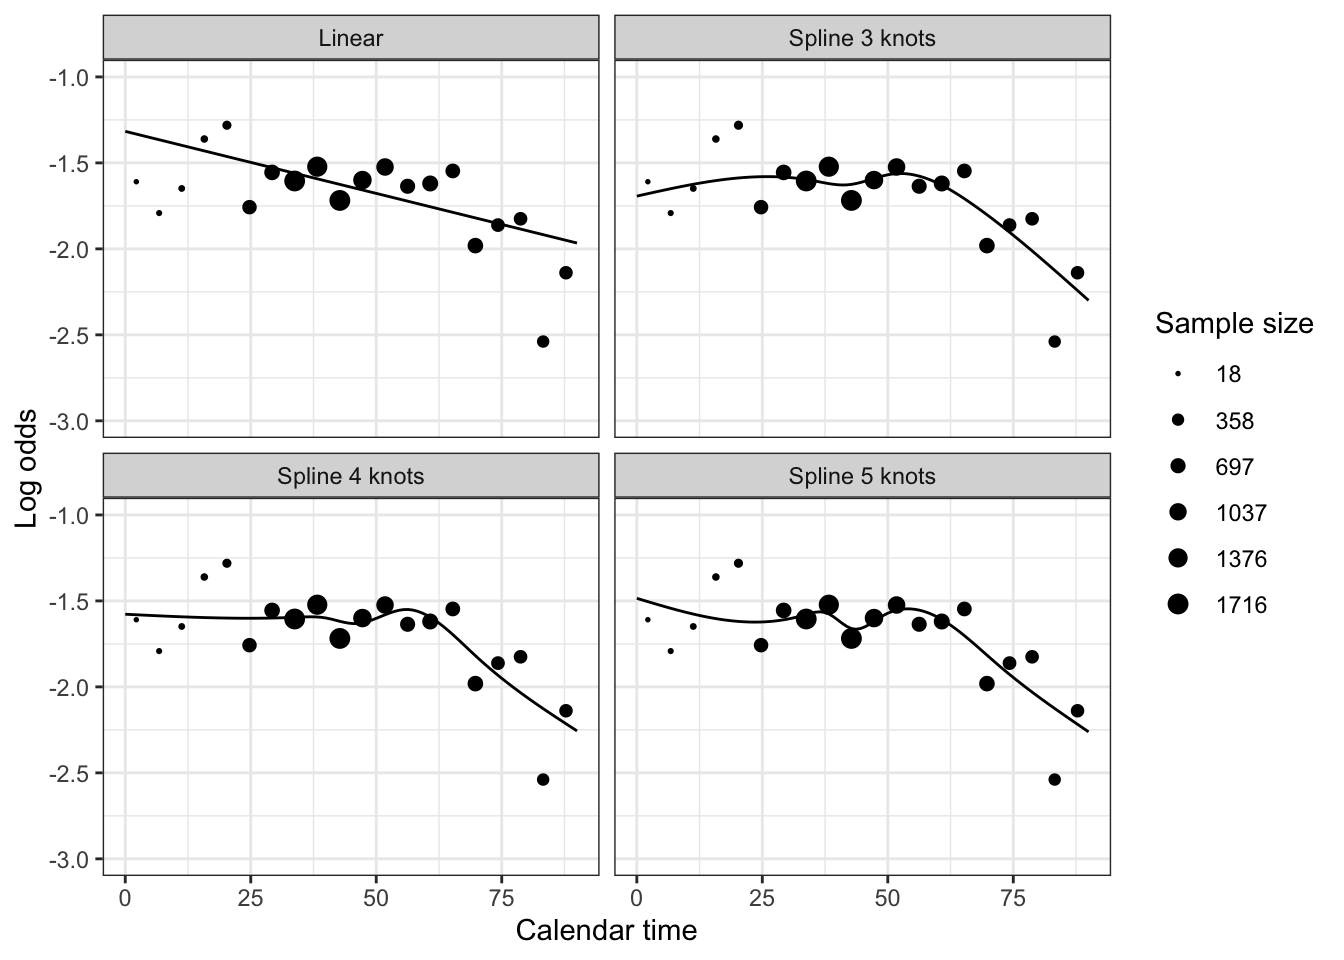 Linear
Spline 3 knots
-1.0
-1.5
-2.0
-2.5
-3.0
Spline 4 knots
Spline 5 knots
-1.0
-1.5
-2.0
-2.5
-3.0
0 25 50 75
0 25 50 75
Calendar time
Log odds
Sample size
18
358
697
1037
1376
1716